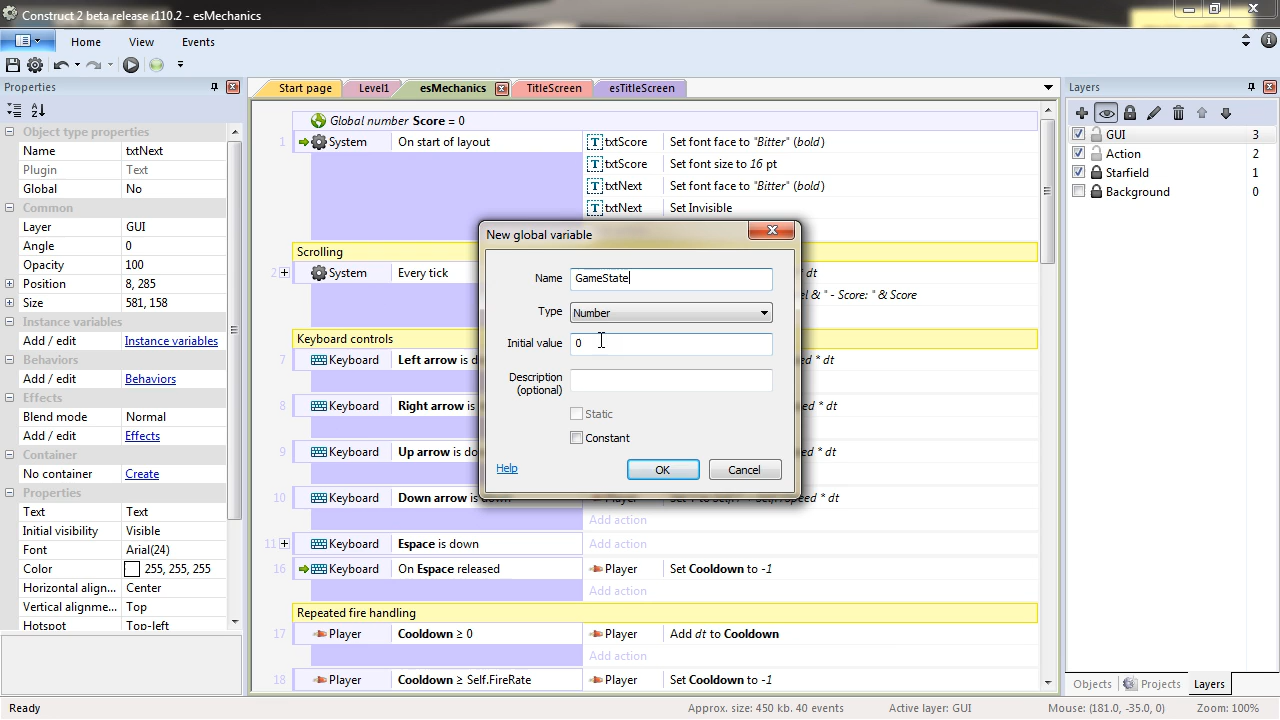 Construct 2 beta release r110.2 - esMechanics
Home View Events
Properties
Start page Level1 esMechanics TitleScreen esTitleScreen
Layers
Object type properties
Name txtNext
Plugin Text
Global No
Common
Layer GUI
Angle 0
Opacity 100
Position 8, 285
Size 581, 158
Instance variables
Add / edit Instance variables
Behaviors
Add / edit Behaviors
Effects
Blend mode Normal
Add / edit Effects
Container
No container Create
Properties
Text Text
Initial visibility Visible
Font Arial(24)
Color 255, 255, 255
Horizontal align... Center
Vertical alignme... Top
Hotspot Top-left
Global number Score = 0
1 System On start of layout txtScore Set font face to "Bitter" (bold)
txtScore Set font size to 16 pt
txtNext Set font face to "Bitter" (bold)
txtNext Set Invisible
Scrolling
2 System Every tick dt
el & " - Score: " & Score
Keyboard controls
7 Keyboard Left arrow is d ed * dt
8 Keyboard Right arrow is ed * dt
9 Keyboard Up arrow is do ed * dt
10 Keyboard Down arrow is down Player Set Y to Self.Y + Self.Speed * dt
Add action
11 Keyboard Espace is down Add action
16 Keyboard On Espace released Player Set Cooldown to -1
Add action
Repeated fire handling
17 Player Cooldown ≥ 0 Player Add dt to Cooldown
Add action
18 Player Cooldown ≥ Self.FireRate Player Set Cooldown to -1
New global variable
Name GameState
Type Number
Initial value 0
Description
(optional)
Static
Constant
Help OK Cancel
GUI 3
Action 2
Starfield 1
Background 0
Objects Projects Layers
Ready Approx. size: 450 kb. 40 events Active layer: GUI Mouse: (181.0, -35.0, 0) Zoom: 100%